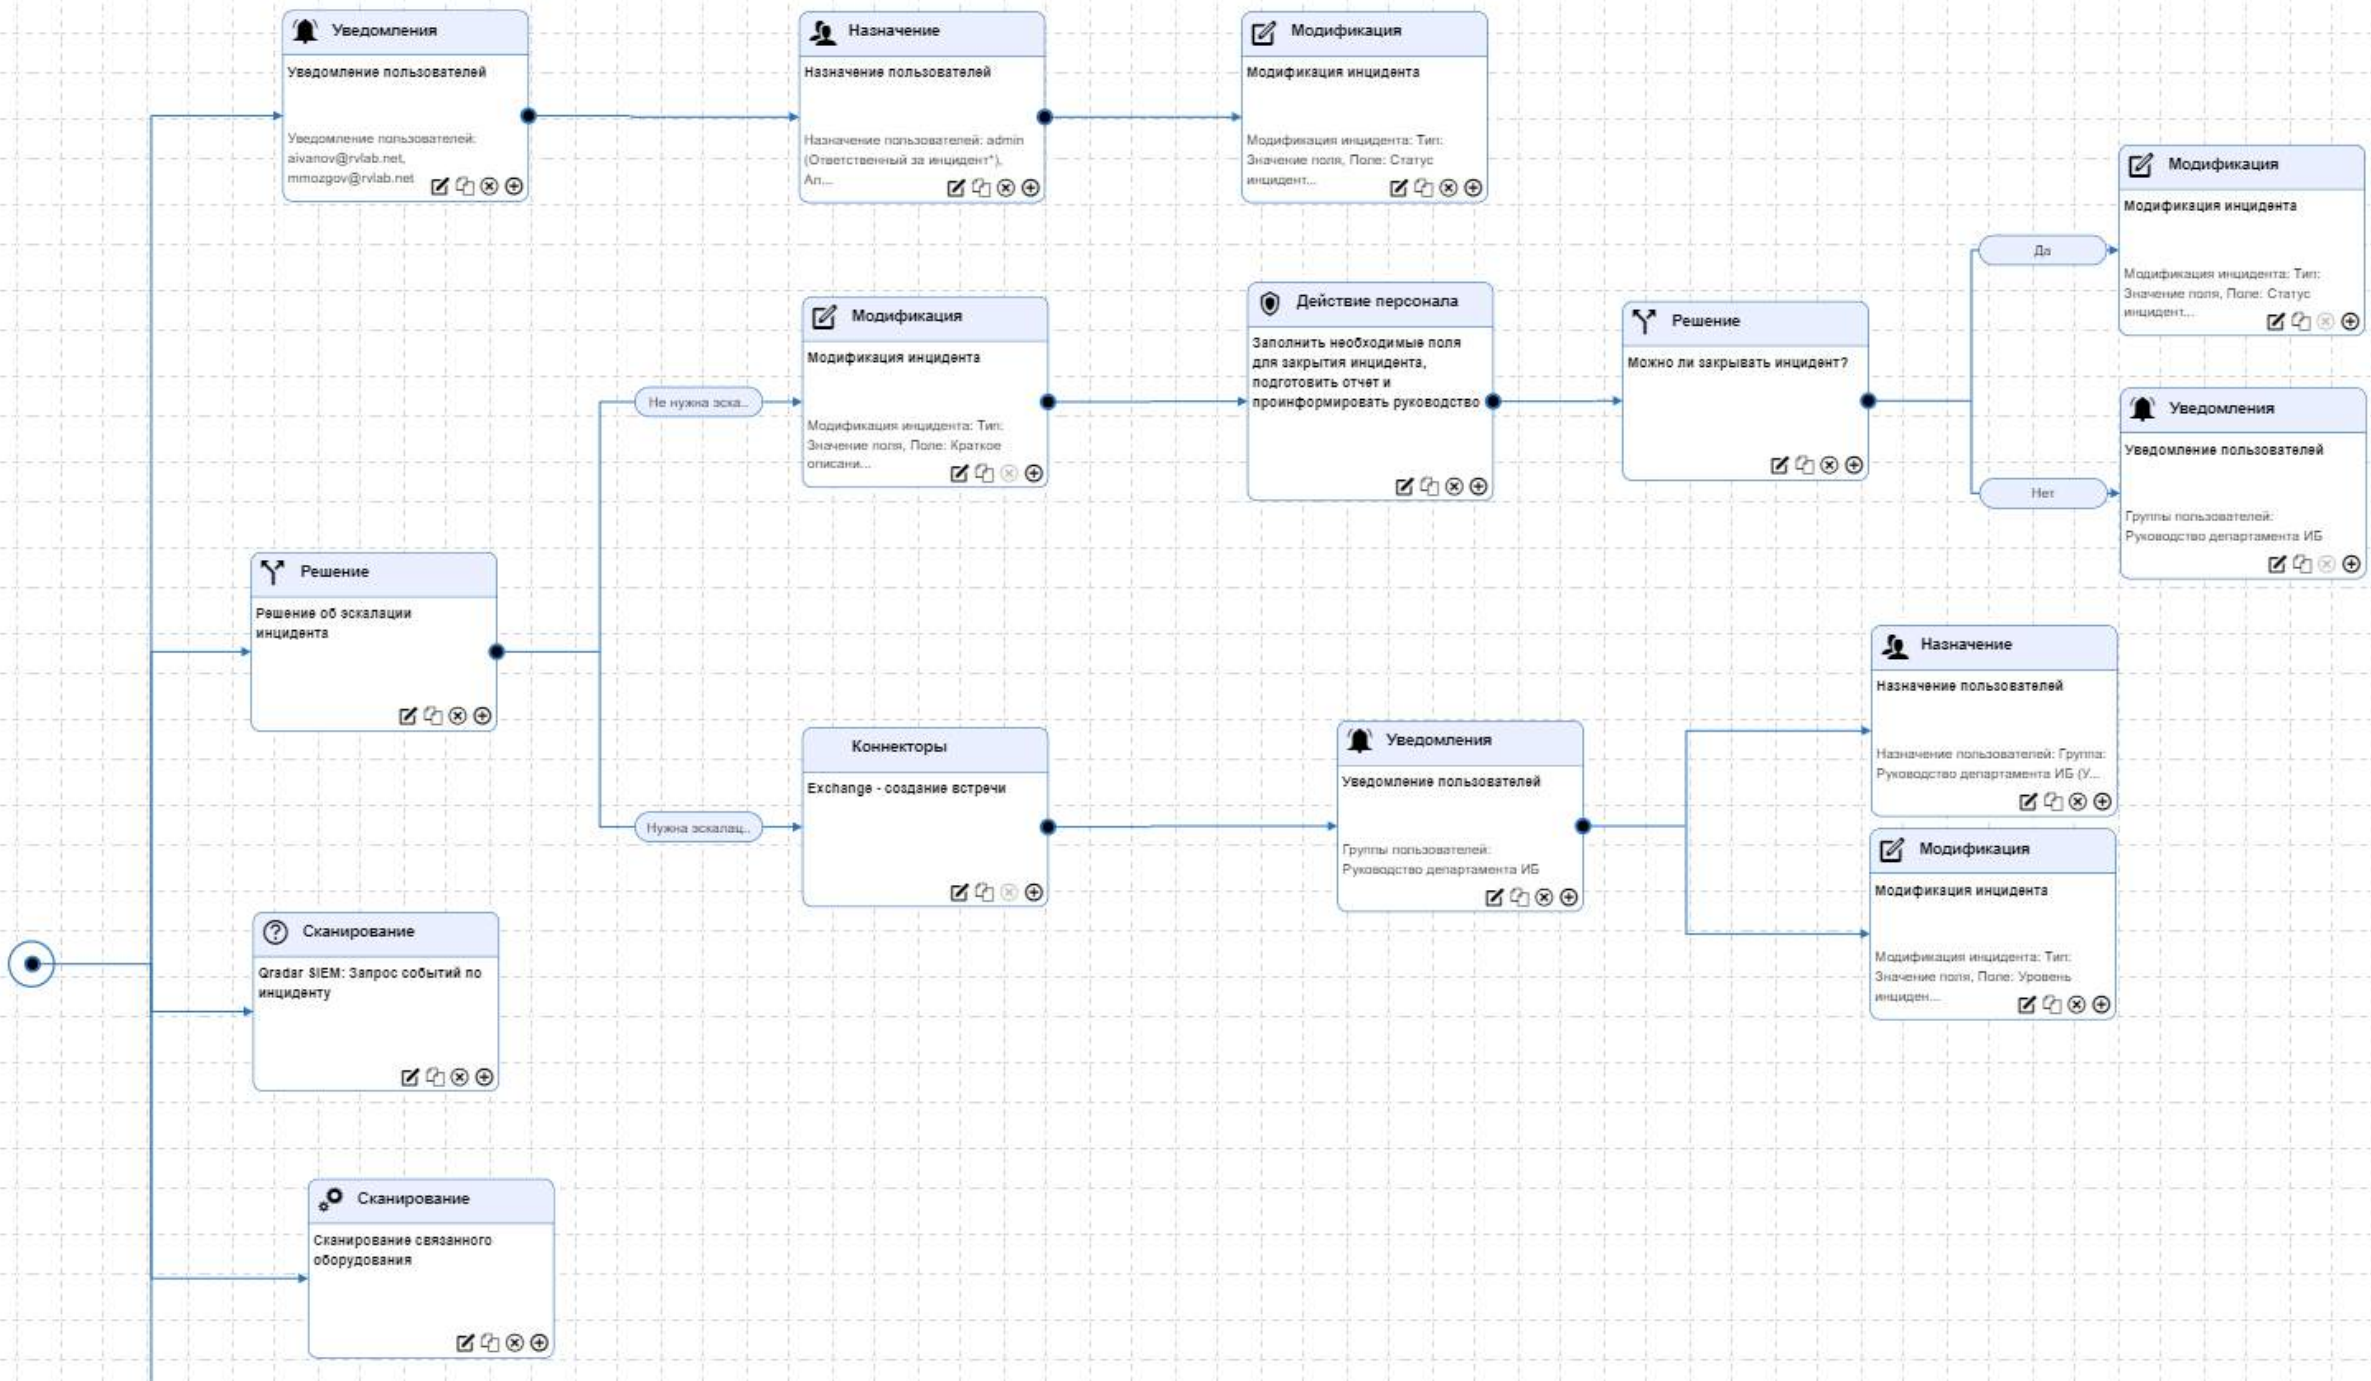 Уведомления
Уведомление пользователей
Уведомление пользователей:
aivanov@rvlab.net,
mmozgov@rvlab.net
Назначение
Назначение пользователей
Назначение пользователей: admin
(Ответственный за инцидент*),
Ап...
Модификация
Модификация инцидента
Модификация инцидента: Тип:
Значение поля, Поле: Статус
инцидент...
Модификация
Модификация инцидента
Модификация инцидента: Тип:
Значение поля, Поле: Статус
инцидент...
Да
Не нужна эска..
Модификация
Модификация инцидента
Модификация инцидента: Тип:
Значение поля, Поле: Краткое
описани...
Действие персонала
Заполнить необходимые поля
для закрытия инцидента,
подготовить отчет и
проинформировать руководство
Решение
Можно ли закрывать инцидент?
Нет
Уведомления
Уведомление пользователей
Группы пользователей:
Руководство департамента ИБ
Решение
Решение об эскалации
инцидента
Нужна эскалац..
Коннекторы
Exchange - создание встречи
Уведомления
Уведомление пользователей
Группы пользователей:
Руководство департамента ИБ
Назначение
Назначение пользователей
Назначение пользователей: Группа:
Руководство департамента ИБ (У...
Модификация
Модификация инцидента
Модификация инцидента: Тип:
Значение поля, Поле: Уровень
инциден...
Сканирование
Qradar SIEM: Запрос событий по
инциденту
Сканирование
Сканирование связанного
оборудования